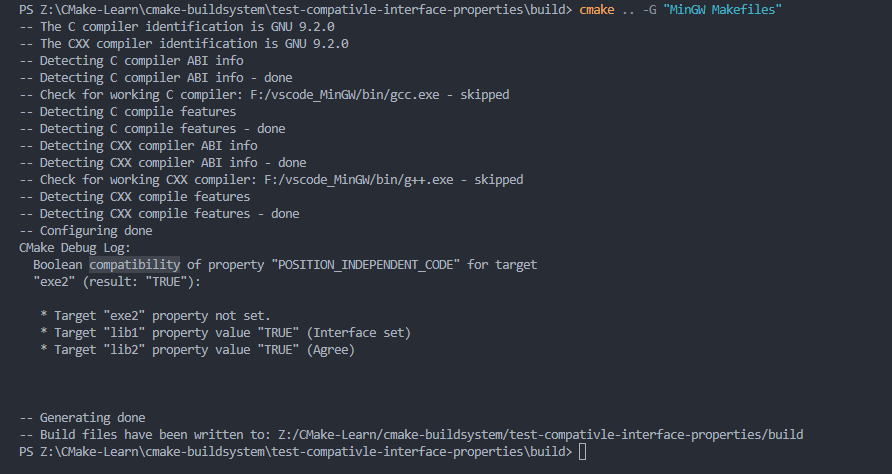 PS Z:\CMake-Learn\cmake-buildsystem\test-compativle-interface-properties\build> cmake .. -G "MinGW Makefiles"
-- The C compiler identification is GNU 9.2.0
-- The CXX compiler identification is GNU 9.2.0
-- Detecting C compiler ABI info
-- Detecting C compiler ABI info - done
-- Check for working C compiler: F:/vscode_MinGW/bin/gcc.exe - skipped
-- Detecting C compile features
-- Detecting C compile features - done
-- Detecting CXX compiler ABI info
-- Detecting CXX compiler ABI info - done
-- Check for working CXX compiler: F:/vscode_MinGW/bin/g++.exe - skipped
-- Detecting CXX compile features
-- Detecting CXX compile features - done
-- Configuring done
CMake Debug Log:
  Boolean compatibility of property "POSITION_INDEPENDENT_CODE" for target
  "exe2" (result: "TRUE"):
   * Target "exe2" property not set.
   * Target "lib1" property value "TRUE" (Interface set)
   * Target "lib2" property value "TRUE" (Agree)
-- Generating done
-- Build files have been written to: Z:/CMake-Learn/cmake-buildsystem/test-compativle-interface-properties/build
PS Z:\CMake-Learn\cmake-buildsystem\test-compativle-interface-properties\build>